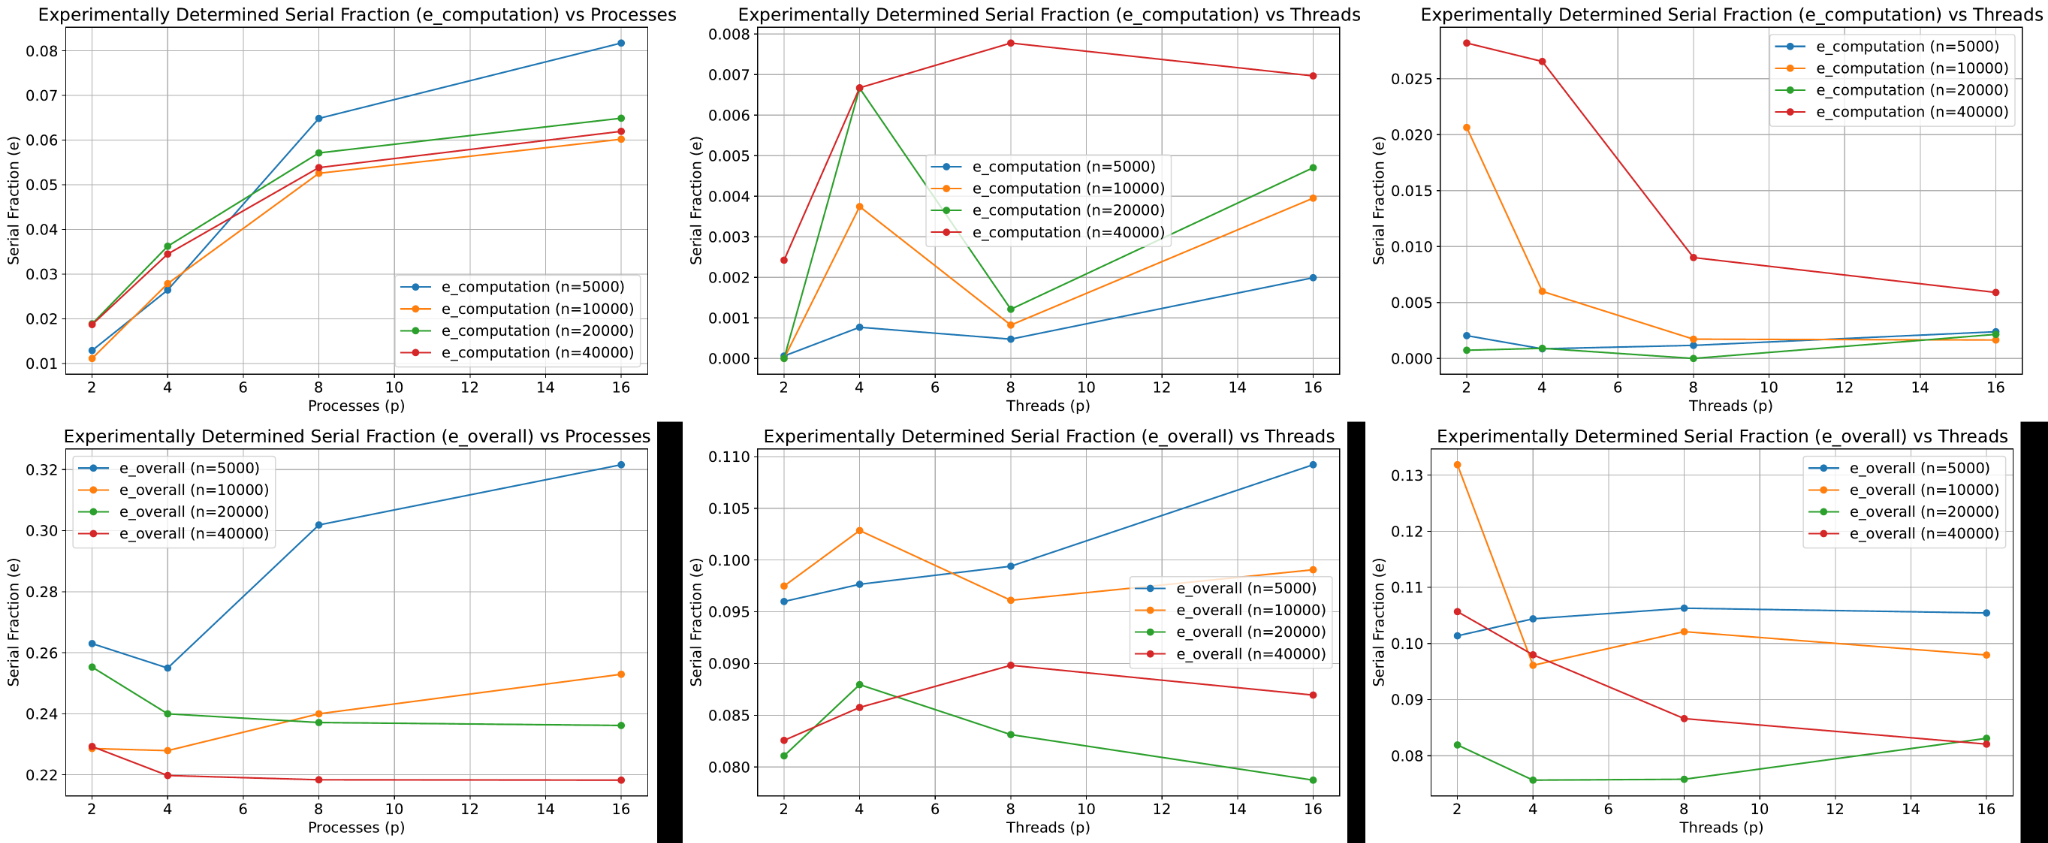 Experimentally Determined Serial Fraction (e_computation) vs Processes
Serial Fraction (e)
0.08
0.07
0.06
0.05
0.04
0.03
0.02
0.01
e_computation (n=5000)
e_computation (n=10000)
e_computation (n=20000)
e_computation (n=40000)
2 4 6 8 10 12 14 16
Processes (p)
Experimentally Determined Serial Fraction (e_computation) vs Threads
Serial Fraction (e)
0.008
0.007
0.006
0.005
0.004
0.003
0.002
0.001
0.000
e_computation (n=5000)
e_computation (n=10000)
e_computation (n=20000)
e_computation (n=40000)
2 4 6 8 10 12 14 16
Threads (p)
Experimentally Determined Serial Fraction (e_computation) vs Threads
Serial Fraction (e)
0.025
0.020
0.015
0.010
0.005
0.000
e_computation (n=5000)
e_computation (n=10000)
e_computation (n=20000)
e_computation (n=40000)
2 4 6 8 10 12 14 16
Threads (p)
Experimentally Determined Serial Fraction (e_overall) vs Processes
Serial Fraction (e)
0.32
0.30
0.28
0.26
0.24
0.22
e_overall (n=5000)
e_overall (n=10000)
e_overall (n=20000)
e_overall (n=40000)
2 4 6 8 10 12 14 16
Processes (p)
Experimentally Determined Serial Fraction (e_overall) vs Threads
Serial Fraction (e)
0.110
0.105
0.100
0.095
0.090
0.085
0.080
e_overall (n=5000)
e_overall (n=10000)
e_overall (n=20000)
e_overall (n=40000)
2 4 6 8 10 12 14 16
Threads (p)
Experimentally Determined Serial Fraction (e_overall) vs Threads
Serial Fraction (e)
0.13
0.12
0.11
0.10
0.09
0.08
e_overall (n=5000)
e_overall (n=10000)
e_overall (n=20000)
e_overall (n=40000)
2 4 6 8 10 12 14 16
Threads (p)